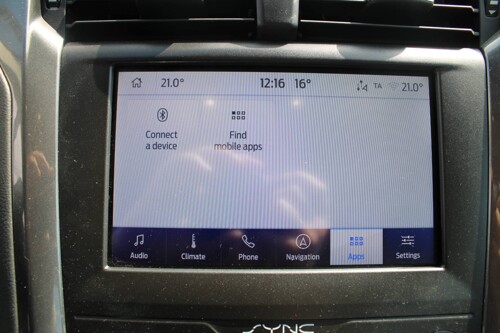 21.0° 12:16 16° TA 21.0°
Connect
a device
Find
mobile apps
Audio Climate Phone Navigation Apps Settings
SYNC